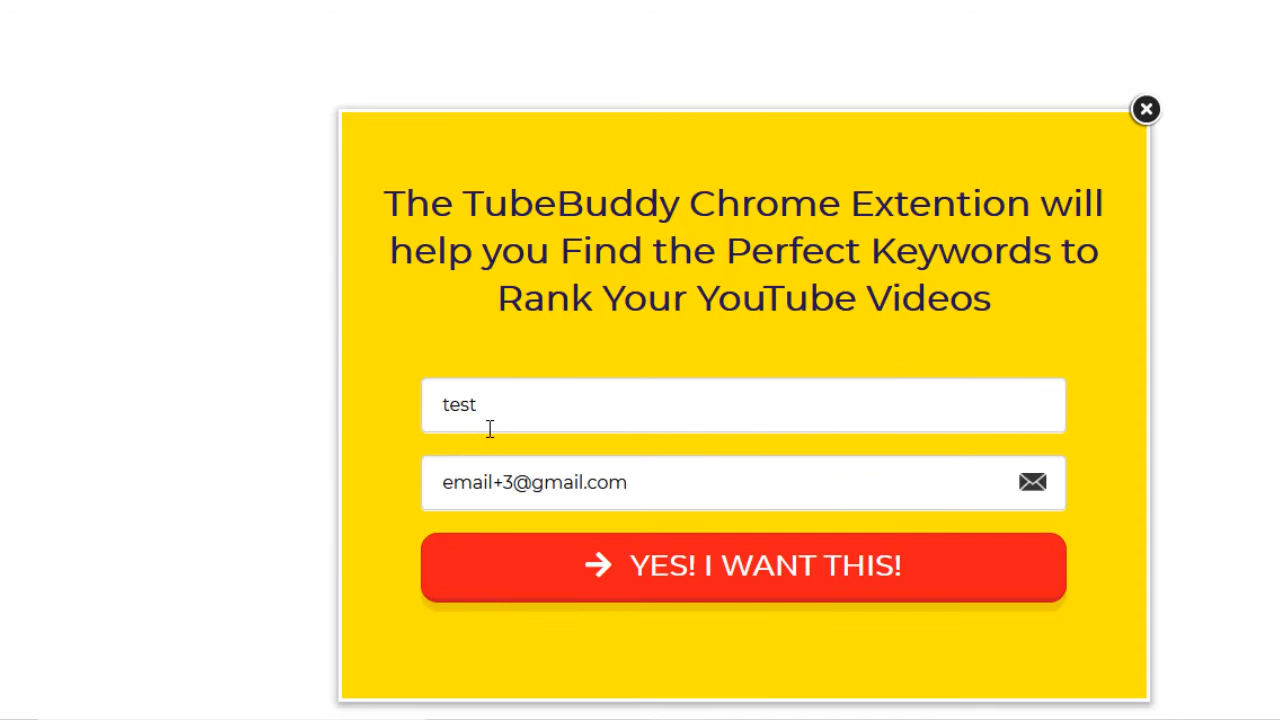 The TubeBuddy Chrome Extention will
help you Find the Perfect Keywords to
Rank Your YouTube Videos
test
email+3@gmail.com
YES! I WANT THIS!